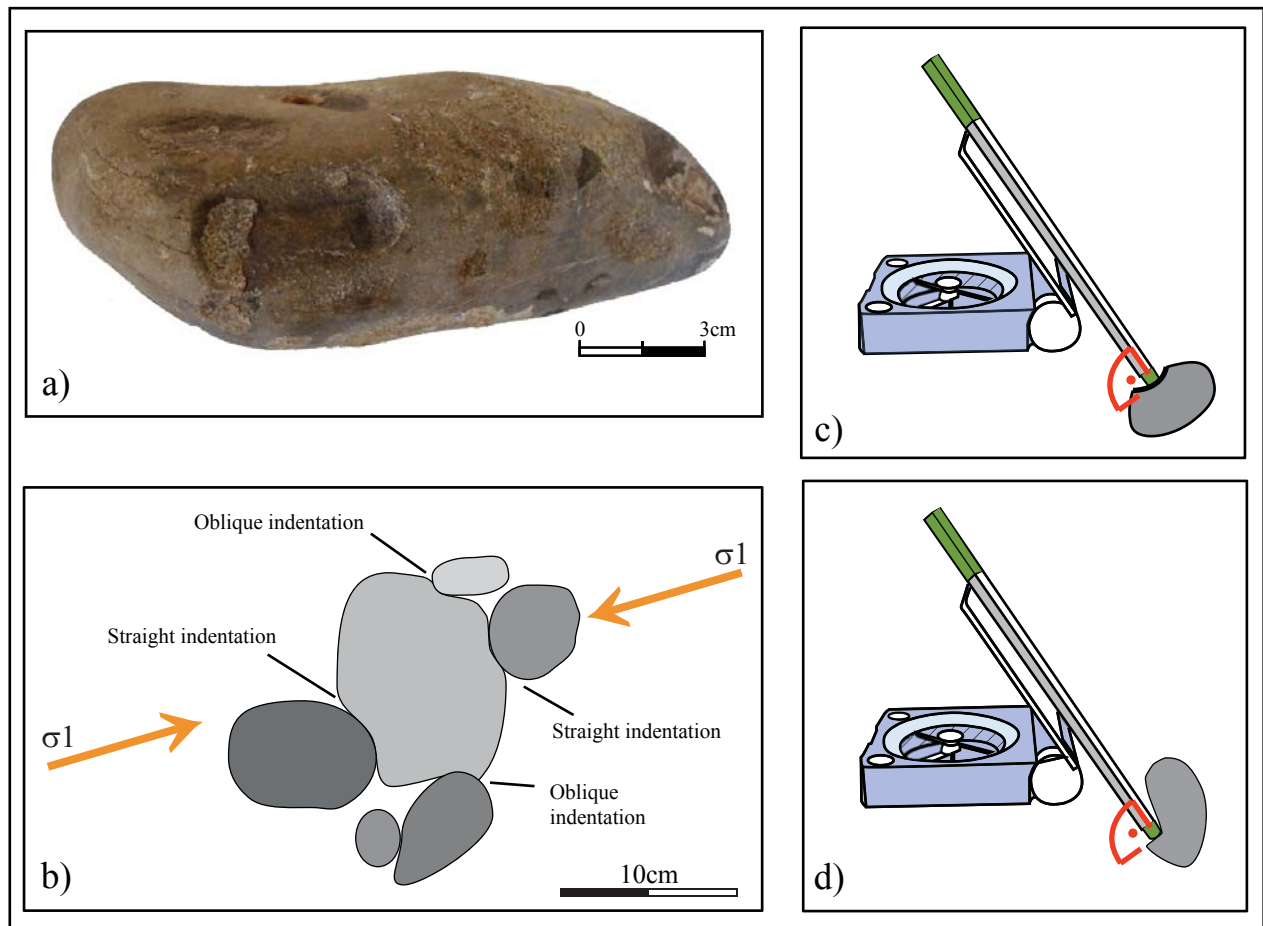 0 3cm
a)
c)
Oblique indentation
σ1
Straight indentation
Straight indentation
σ1
Oblique
indentation
10cm
b)
d)